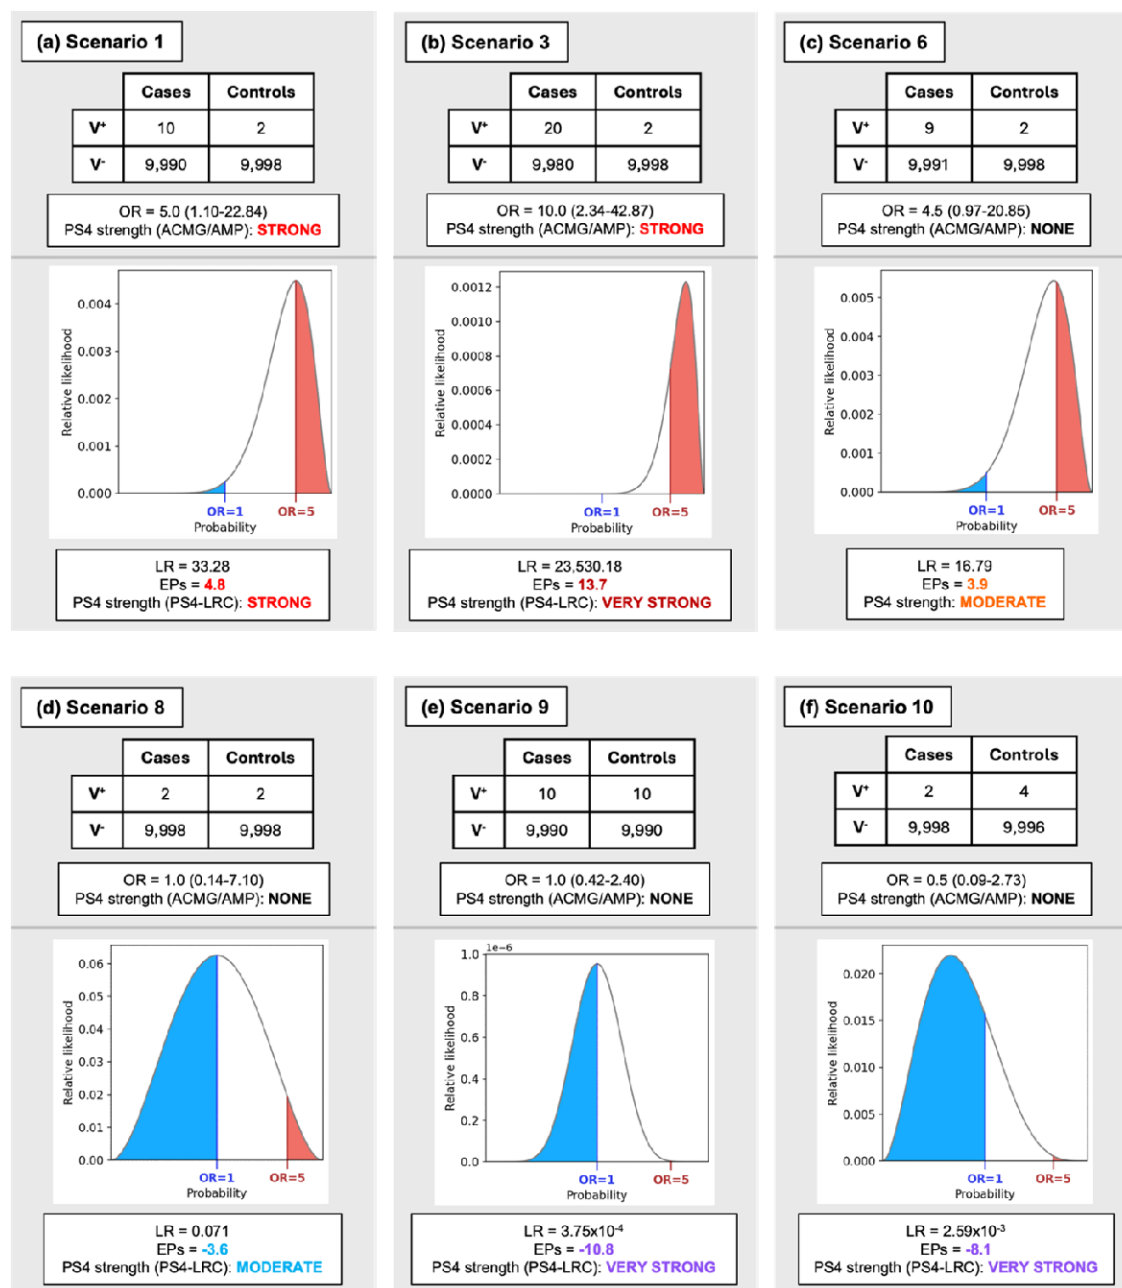 (a) Scenario 1
Cases Controls
V+ 10 2
V- 9,990 9,998
OR = 5.0 (1.10-22.84)
PS4 strength (ACMG/AMP): STRONG
Relative likelihood
0.004
0.003
0.002
0.001
0.000
OR=1 OR=5
Probability
LR = 33.28
EPs = 4.8
PS4 strength (PS4-LRC): STRONG
(b) Scenario 3
Cases Controls
V+ 20 2
V- 9,980 9,998
OR = 10.0 (2.34-42.87)
PS4 strength (ACMG/AMP): STRONG
Relative likelihood
0.0012
0.0010
0.0008
0.0006
0.0004
0.0002
0.0000
OR=1 OR=5
Probability
LR = 23,530.18
EPs = 13.7
PS4 strength (PS4-LRC): VERY STRONG
(c) Scenario 6
Cases Controls
V+ 9 2
V- 9,991 9,998
OR = 4.5 (0.97-20.85)
PS4 strength (ACMG/AMP): NONE
Relative likelihood
0.005
0.004
0.003
0.002
0.001
0.000
OR=1 OR=5
Probability
LR = 16.79
EPs = 3.9
PS4 strength: MODERATE
(d) Scenario 8
Cases Controls
V+ 2 2
V- 9,998 9,998
OR = 1.0 (0.14-7.10)
PS4 strength (ACMG/AMP): NONE
Relative likelihood
0.06
0.05
0.04
0.03
0.02
0.01
0.00
OR=1 OR=5
Probability
LR = 0.071
EPs = -3.6
PS4 strength (PS4-LRC): MODERATE
(e) Scenario 9
Cases Controls
V+ 10 10
V- 9,990 9,990
OR = 1.0 (0.42-2.40)
PS4 strength (ACMG/AMP): NONE
1e-6
Relative likelihood
1.0
0.8
0.6
0.4
0.2
0.0
OR=1 OR=5
Probability
LR = 3.75x10-4
EPs = -10.8
PS4 strength (PS4-LRC): VERY STRONG
(f) Scenario 10
Cases Controls
V+ 2 4
V- 9,998 9,996
OR = 0.5 (0.09-2.73)
PS4 strength (ACMG/AMP): NONE
Relative likelihood
0.020
0.015
0.010
0.005
0.000
OR=1 OR=5
Probability
LR = 2.59x10-3
EPs = -8.1
PS4 strength (PS4-LRC): VERY STRONG